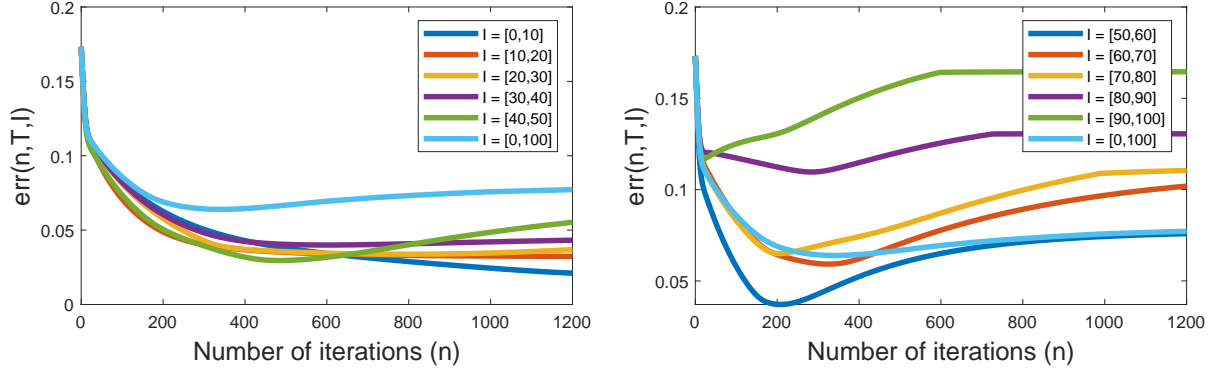 0.2
0.15
0.1
0.05
0
err(n,T,I)
0 200 400 600 800 1000 1200
Number of iterations (n)
I = [0,10]
I = [10,20]
I = [20,30]
I = [30,40]
I = [40,50]
I = [0,100]
0.2
0.15
0.1
0.05
err(n,T,I)
0 200 400 600 800 1000 1200
Number of iterations (n)
I = [50,60]
I = [60,70]
I = [70,80]
I = [80,90]
I = [90,100]
I = [0,100]